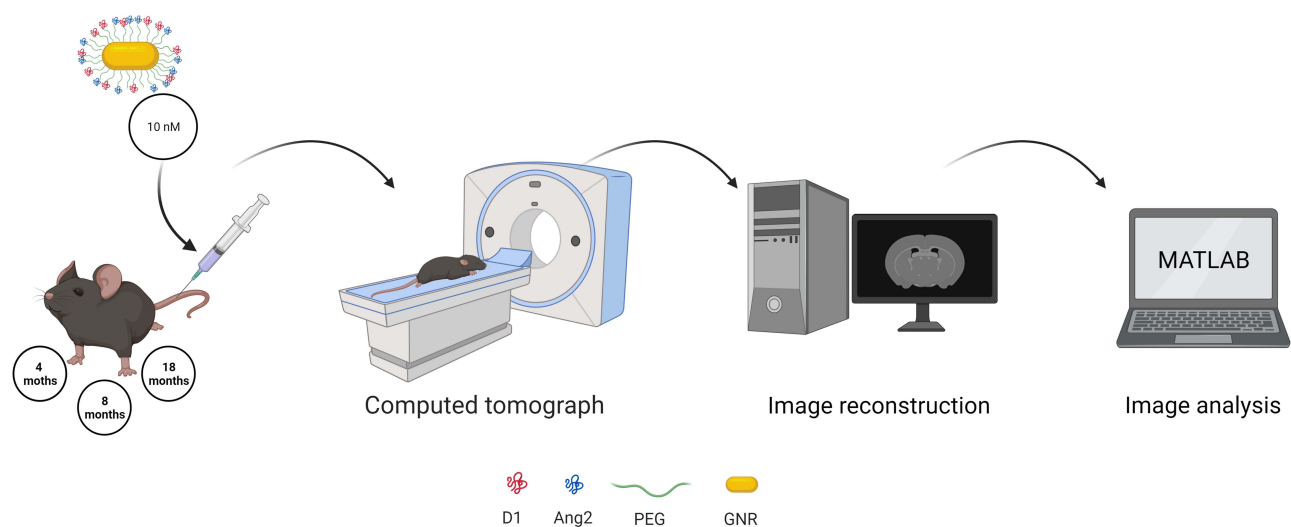 10 nM
4
moths
8
months
18
months
MATLAB
Computed tomograph
Image reconstruction
Image analysis
D1
Ang2
PEG
GNR